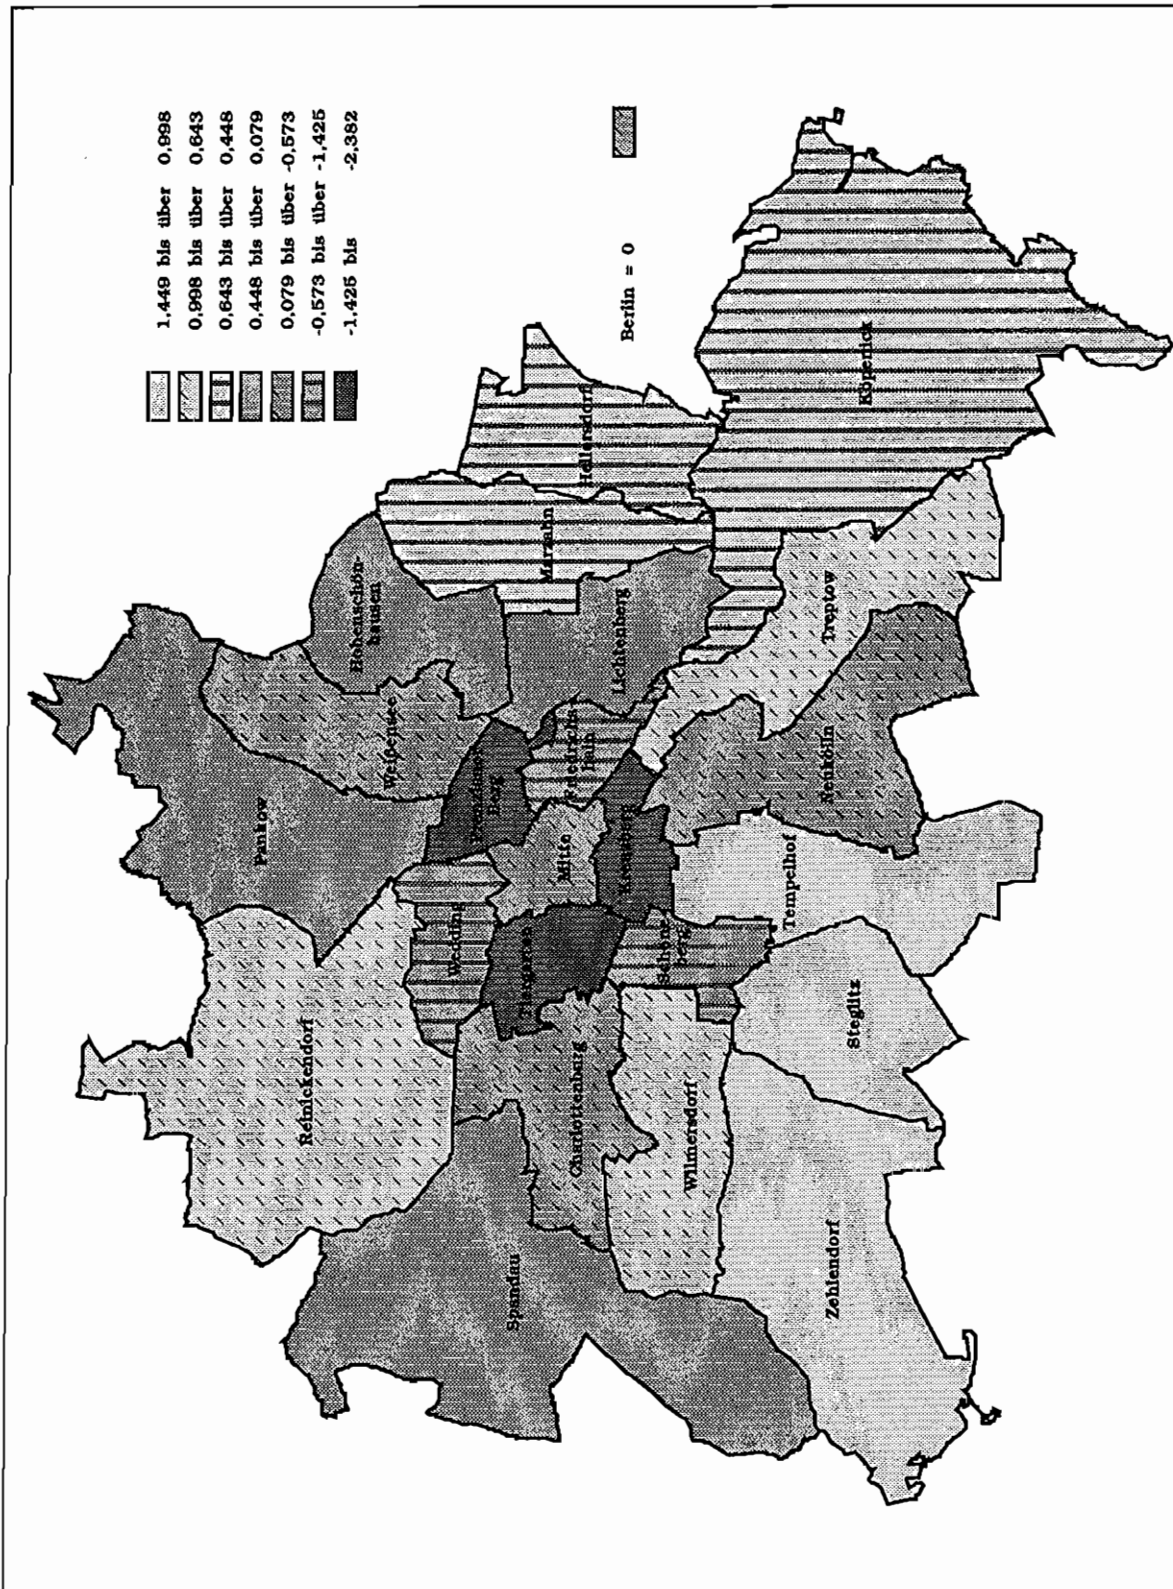 1,449 bis über 0,998
0,998 bis über 0,643
0,643 bis über 0,448
0,448 bis über 0,079
0,079 bis über -0,573
-0,573 bis über -1,425
-1,425 bis -2,382
Berlin = 0
Pankow
Hohenschön-
hausen
Weißensee
Reinickendorf
Prenzlauer
Berg
Wedding
Marzahn
Hellersdorf
Lichtenberg
Friedrichs-
hain
Mitte
Tiergarten
Charlottenburg
Spandau
Kreuzberg
Schöne-
berg
Wilmersdorf
Köpenick
Treptow
Neukölln
Tempelhof
Steglitz
Zehlendorf